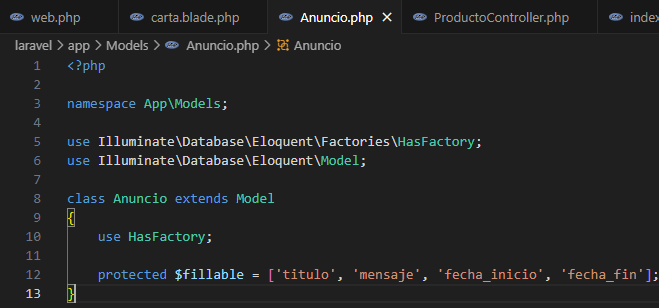 web.php carta.blade.php Anuncio.php × ProductoController.php index
laravel > app > Models > Anuncio.php > Anuncio
1 <?php
2
3 namespace App\Models;
4
5 use Illuminate\Database\Eloquent\Factories\HasFactory;
6 use Illuminate\Database\Eloquent\Model;
7
8 class Anuncio extends Model
9 {
10 use HasFactory;
11
12 protected $fillable = ['titulo', 'mensaje', 'fecha_inicio', 'fecha_fin'];
13 }